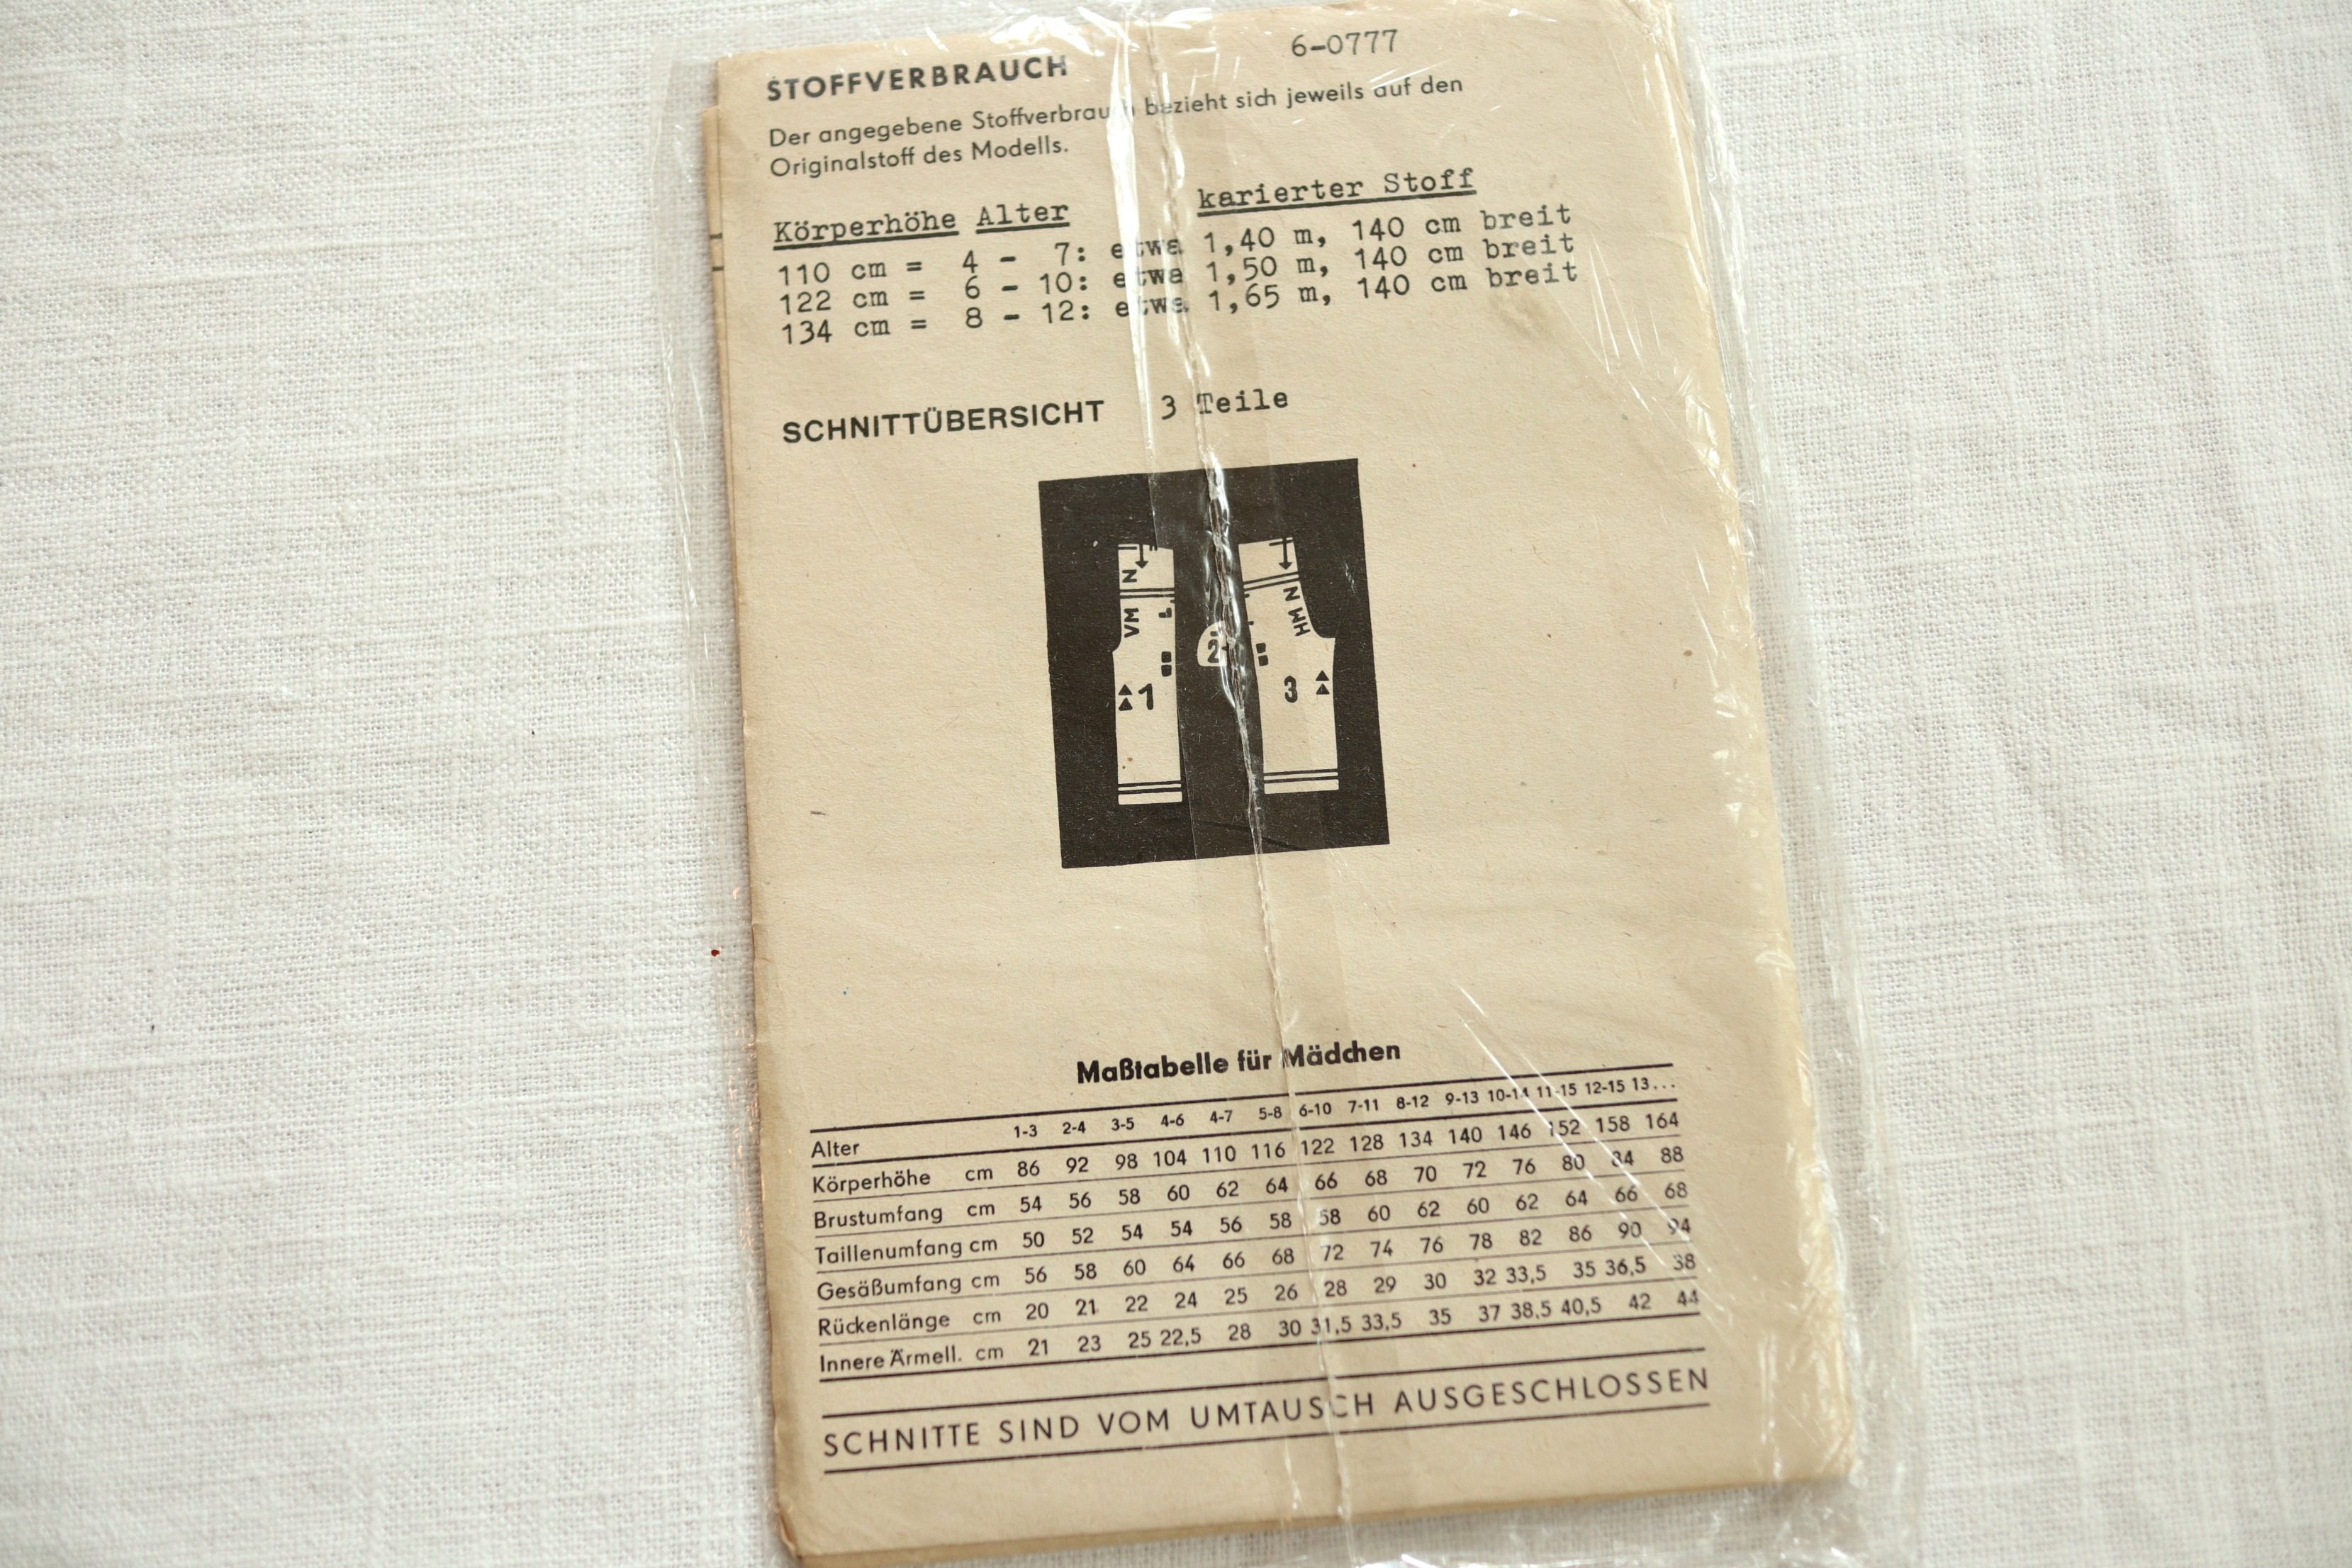 6-0777
STOFFVERBRAUCH
Der angegebene Stoffverbrauch bezieht sich jeweils auf den
Originalstoff des Modells.
Körperhöhe Alter karierter Stoff
110 cm = 4 - 7: etwa 1,40 m, 140 cm breit
122 cm = 6 - 10: etwa 1,50 m, 140 cm breit
134 cm = 8 - 12: etwa 1,65 m, 140 cm breit
SCHNITTÜBERSICHT 3 Teile
N
VM
1
2
N
HM
3
Maßtabelle für Mädchen
Alter 1-3 2-4 3-5 4-6 4-7 5-8 6-10 7-11 8-12 9-13 10-14 11-15 12-15 13...
Körperhöhe cm 86 92 98 104 110 116 122 128 134 140 146 152 158 164
Brustumfang cm 54 56 58 60 62 64 66 68 70 72 76 80 84 88
Taillenumfang cm 50 52 54 54 56 58 58 60 62 60 62 64 66 68
Gesäßumfang cm 56 58 60 64 66 68 72 74 76 78 82 86 90 94
Rückenlänge cm 20 21 22 24 25 26 28 29 30 32 33,5 35 36,5 38
Innere Ärmell. cm 21 23 25 22,5 28 30 31,5 33,5 35 37 38,5 40,5 42 44
SCHNITTE SIND VOM UMTAUSCH AUSGESCHLOSSEN